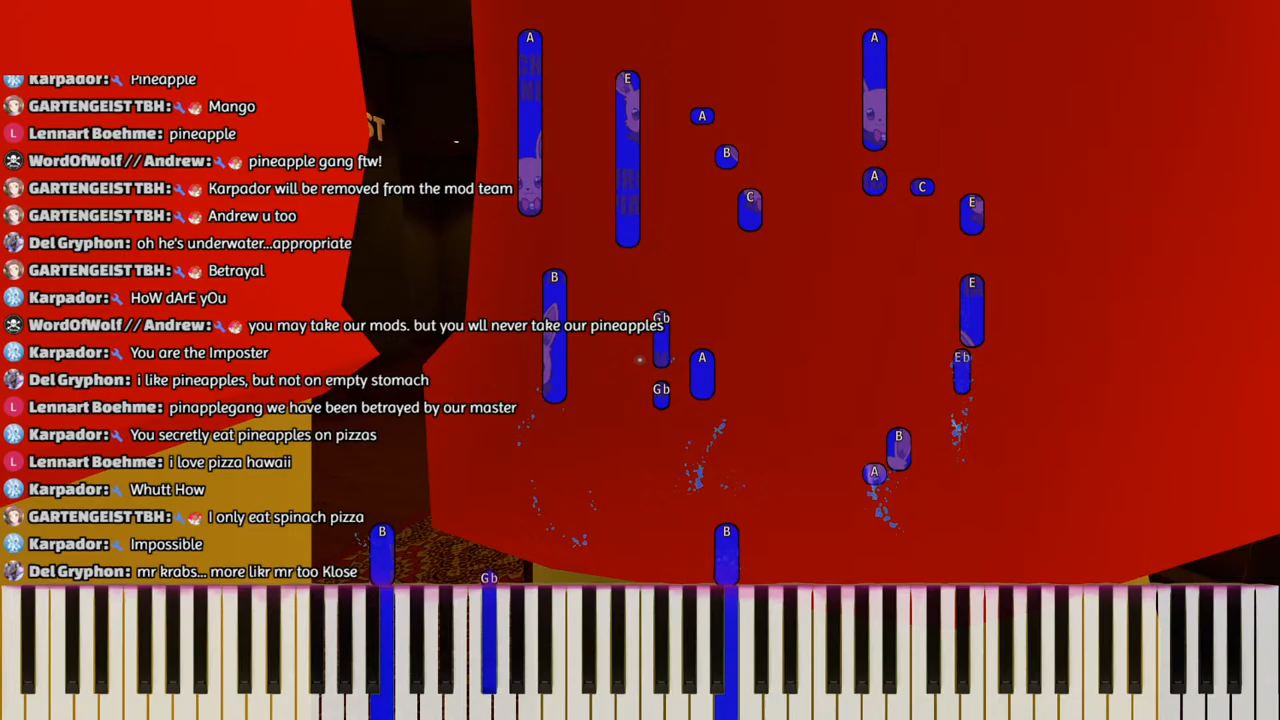 Karpador: Pineapple
GARTENGEIST TBH: Mango
Lennart Boehme: pineapple
WordOfWolf // Andrew: pineapple gang ftw!
GARTENGEIST TBH: Karpador will be removed from the mod team
GARTENGEIST TBH: Andrew u too
Del Gryphon: oh he's underwater...appropriate
GARTENGEIST TBH: Betrayal
Karpador: HoW dArE yOu
WordOfWolf // Andrew: you may take our mods. but you wll never take our pineapples
Karpador: You are the Imposter
Del Gryphon: i like pineapples, but not on empty stomach
Lennart Boehme: pinapplegang we have been betrayed by our master
Karpador: You secretly eat pineapples on pizzas
Lennart Boehme: i love pizza hawaii
Karpador: Whutt How
GARTENGEIST TBH: I only eat spinach pizza
Karpador: Impossible
Del Gryphon: mr krabs... more likr mr too Klose
L
L
L
ST
A
A
E
A
B
A
C
C
E
B
E
Gb
A
Eb
Gb
B
A
B
B
Gb